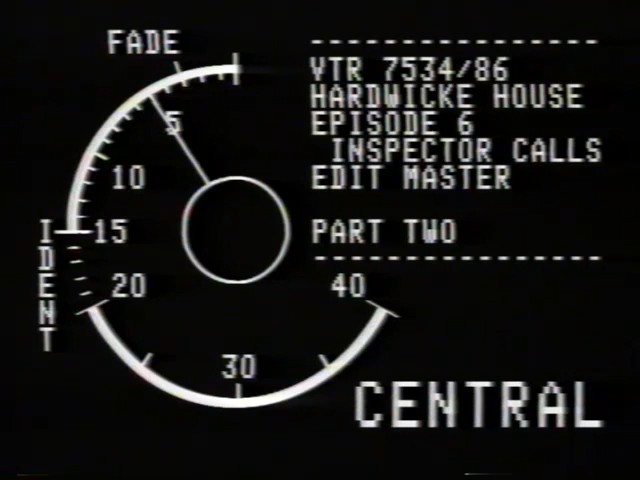 FADE
VTR 7534/86
HARDWICKE HOUSE
EPISODE 6
INSPECTOR CALLS
EDIT MASTER
PART TWO
5
10
15
20
30
40
IDENT
CENTRAL